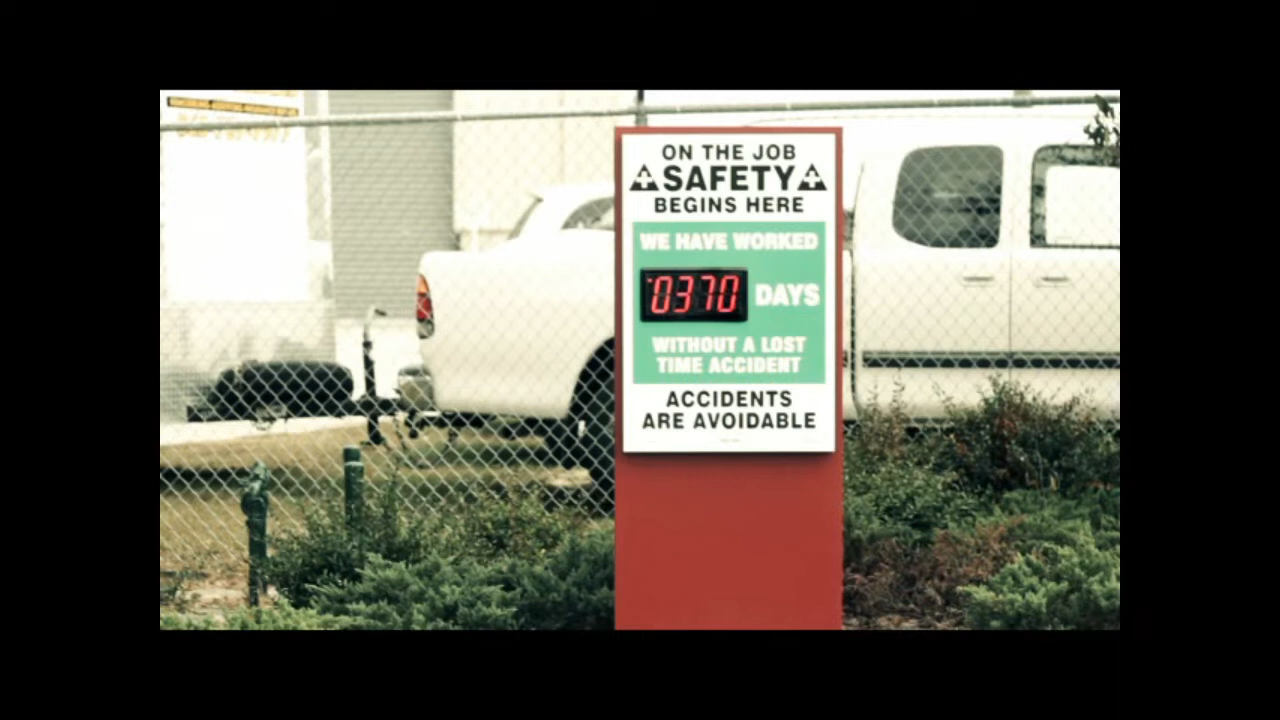 ON THE JOB
SAFETY
BEGINS HERE
WE HAVE WORKED
0370 DAYS
WITHOUT A LOST
TIME ACCIDENT
ACCIDENTS
ARE AVOIDABLE